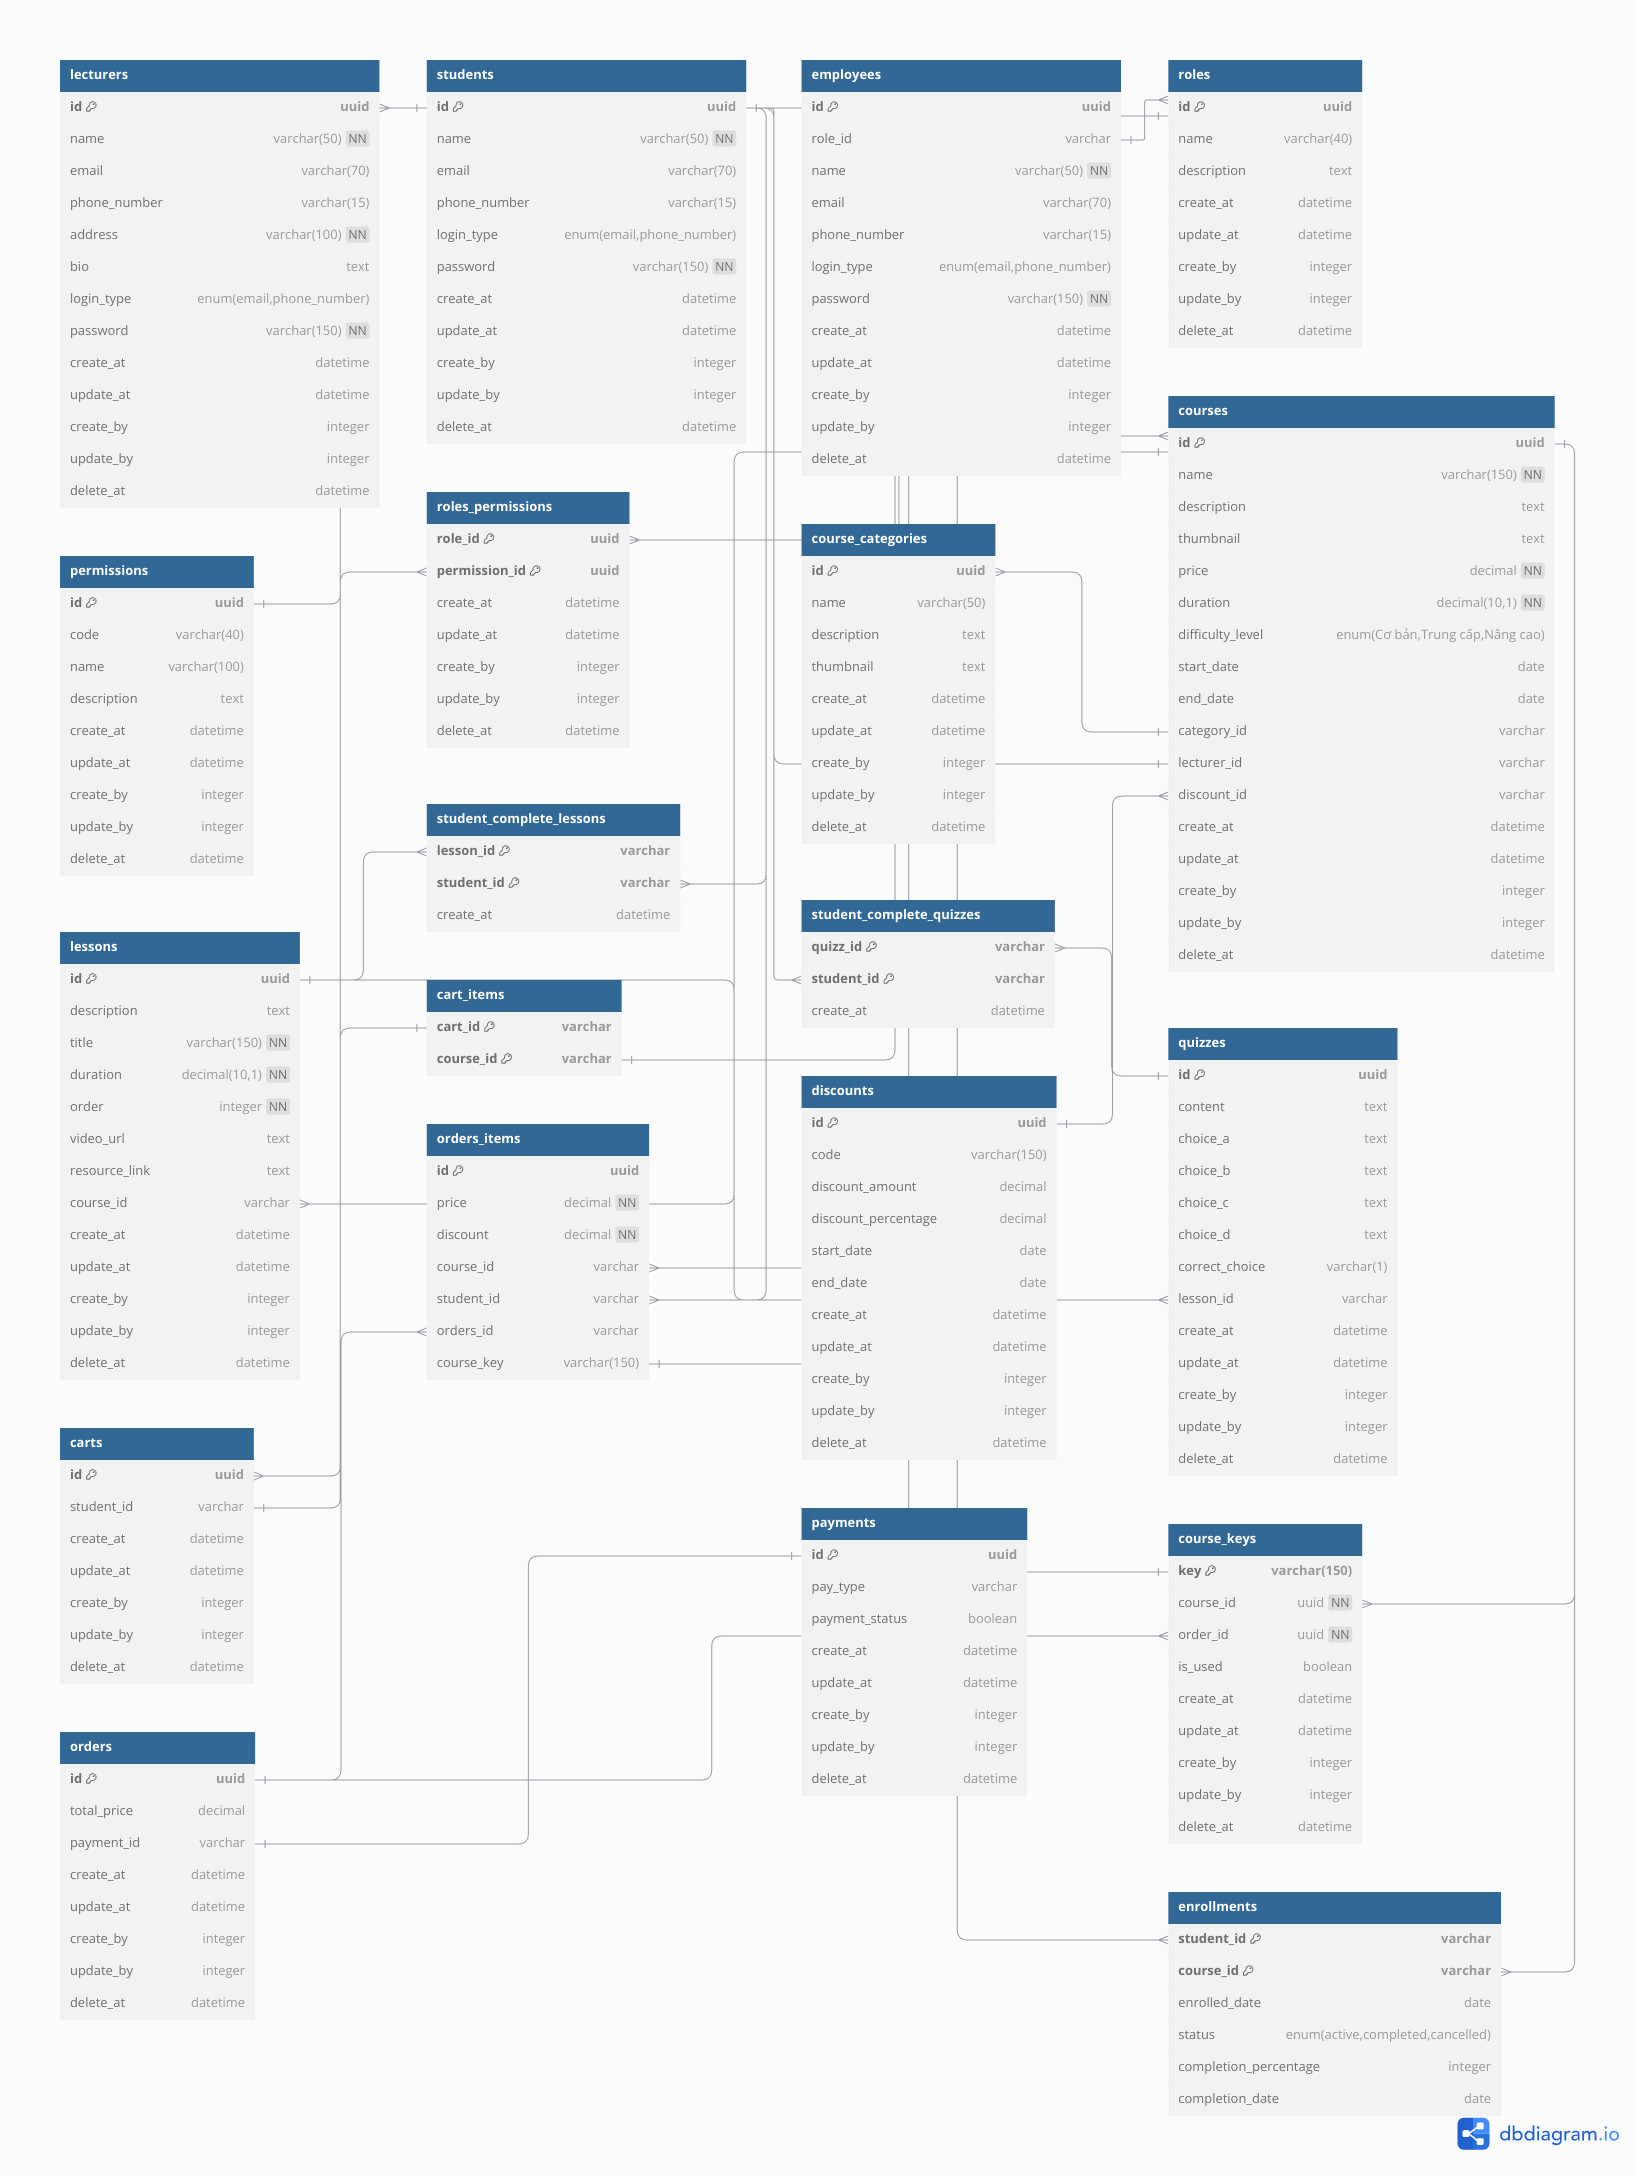 lecturers
id uuid
name varchar(50) NN
email varchar(70)
phone_number varchar(15)
address varchar(100) NN
bio text
login_type enum(email,phone_number)
password varchar(150) NN
create_at datetime
update_at datetime
create_by integer
update_by integer
delete_at datetime
students
id uuid
name varchar(50) NN
email varchar(70)
phone_number varchar(15)
login_type enum(email,phone_number)
password varchar(150) NN
create_at datetime
update_at datetime
create_by integer
update_by integer
delete_at datetime
employees
id uuid
role_id varchar
name varchar(50) NN
email varchar(70)
phone_number varchar(15)
login_type enum(email,phone_number)
password varchar(150) NN
create_at datetime
update_at datetime
create_by integer
update_by integer
delete_at datetime
roles
id uuid
name varchar(40)
description text
create_at datetime
update_at datetime
create_by integer
update_by integer
delete_at datetime
courses
id uuid
name varchar(150) NN
description text
thumbnail text
price decimal NN
duration decimal(10,1) NN
difficulty_level enum(Cơ bản,Trung cấp,Nâng cao)
start_date date
end_date date
category_id varchar
lecturer_id varchar
discount_id varchar
create_at datetime
update_at datetime
create_by integer
update_by integer
delete_at datetime
permissions
id uuid
code varchar(40)
name varchar(100)
description text
create_at datetime
update_at datetime
create_by integer
update_by integer
delete_at datetime
roles_permissions
role_id uuid
permission_id uuid
create_at datetime
update_at datetime
create_by integer
update_by integer
delete_at datetime
course_categories
id uuid
name varchar(50)
description text
thumbnail text
create_at datetime
update_at datetime
create_by integer
update_by integer
delete_at datetime
student_complete_lessons
lesson_id varchar
student_id varchar
create_at datetime
student_complete_quizzes
quizz_id varchar
student_id varchar
create_at datetime
lessons
id uuid
description text
title varchar(150) NN
duration decimal(10,1) NN
order integer NN
video_url text
resource_link text
course_id varchar
create_at datetime
update_at datetime
create_by integer
update_by integer
delete_at datetime
cart_items
cart_id varchar
course_id varchar
orders_items
id uuid
price decimal NN
discount decimal NN
course_id varchar
student_id varchar
orders_id varchar
course_key varchar(150)
discounts
id uuid
code varchar(150)
discount_amount decimal
discount_percentage decimal
start_date date
end_date date
create_at datetime
update_at datetime
create_by integer
update_by integer
delete_at datetime
quizzes
id uuid
content text
choice_a text
choice_b text
choice_c text
choice_d text
correct_choice varchar(1)
lesson_id varchar
create_at datetime
update_at datetime
create_by integer
update_by integer
delete_at datetime
carts
id uuid
student_id varchar
create_at datetime
update_at datetime
create_by integer
update_by integer
delete_at datetime
payments
id uuid
pay_type varchar
payment_status boolean
create_at datetime
update_at datetime
create_by integer
update_by integer
delete_at datetime
course_keys
key varchar(150)
course_id uuid NN
order_id uuid NN
is_used boolean
create_at datetime
update_at datetime
create_by integer
update_by integer
delete_at datetime
orders
id uuid
total_price decimal
payment_id varchar
create_at datetime
update_at datetime
create_by integer
update_by integer
delete_at datetime
enrollments
student_id varchar
course_id varchar
enrolled_date date
status enum(active,completed,cancelled)
completion_percentage integer
completion_date date
dbdiagram.io